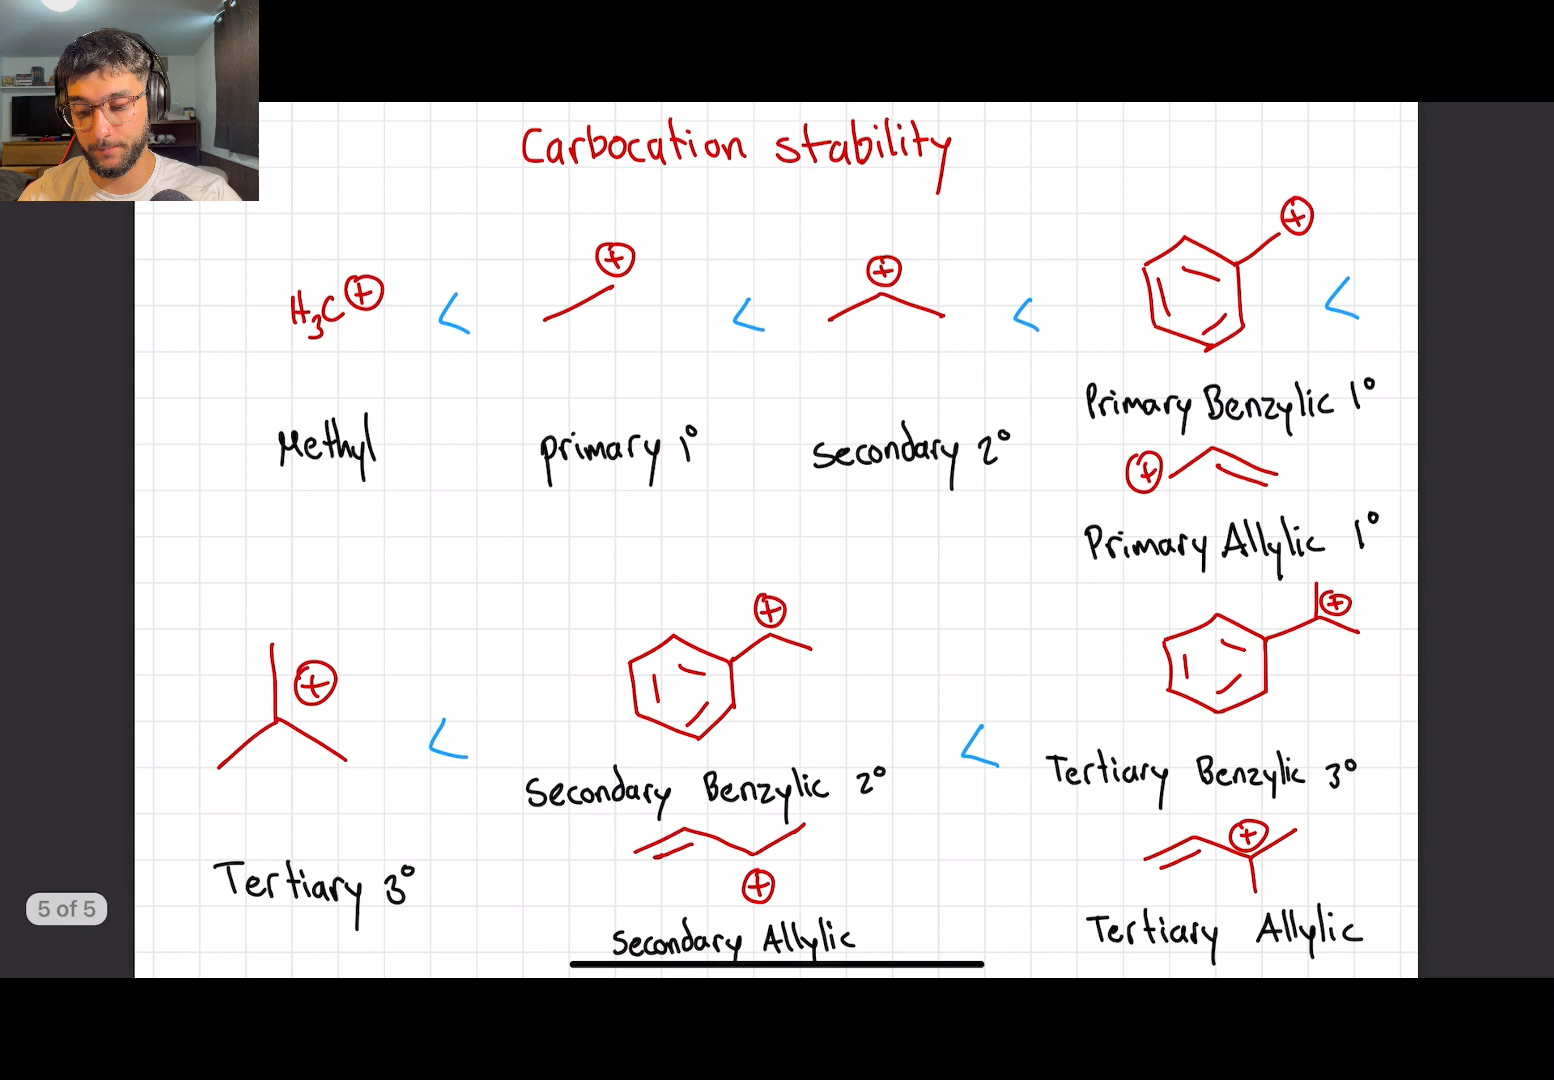 Carbocation stability
H₃C⊕ < ⊕ < ⊕ < ⊕ <
Methyl primary 1° Secondary 2° Primary Benzylic 1°
⊕
Primary Allylic 1°
⊕ < ⊕ < ⊕
Tertiary 3° Secondary Benzylic 2° Tertiary Benzylic 3°
⊕ ⊕
Secondary Allylic Tertiary Allylic
5 of 5